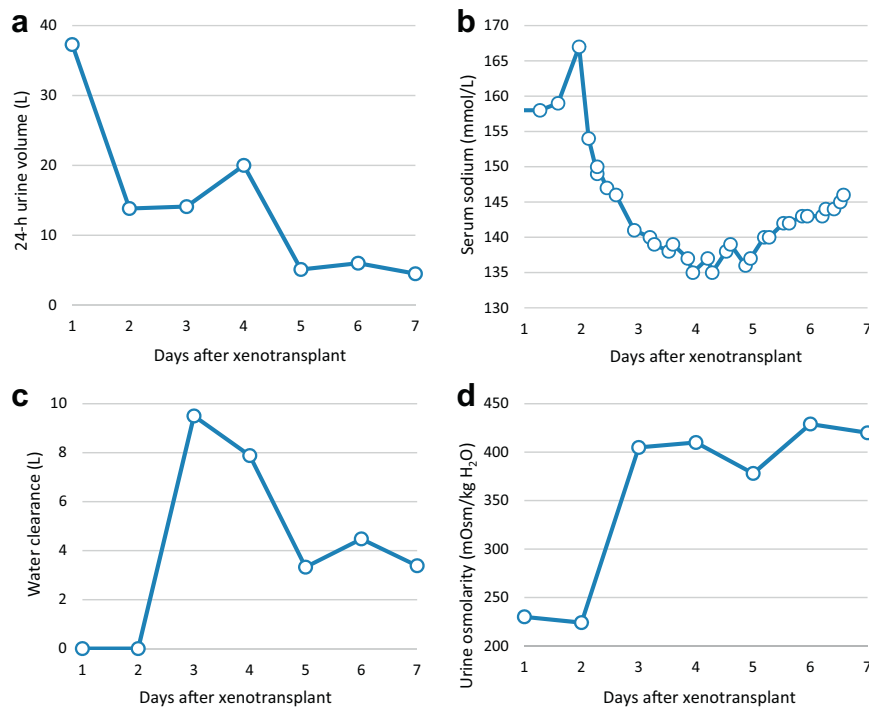 a
24-h urine volume (L)
40
30
20
10
0
1 2 3 4 5 6 7
Days after xenotransplant
b
Serum sodium (mmol/L)
170
165
160
155
150
145
140
135
130
1 2 3 4 5 6 7
Days after xenotransplant
c
Water clearance (L)
10
8
6
4
2
0
1 2 3 4 5 6 7
Days after xenotransplant
d
Urine osmolarity (mOsm/kg H₂O)
450
400
350
300
250
200
1 2 3 4 5 6 7
Days after xenotransplant